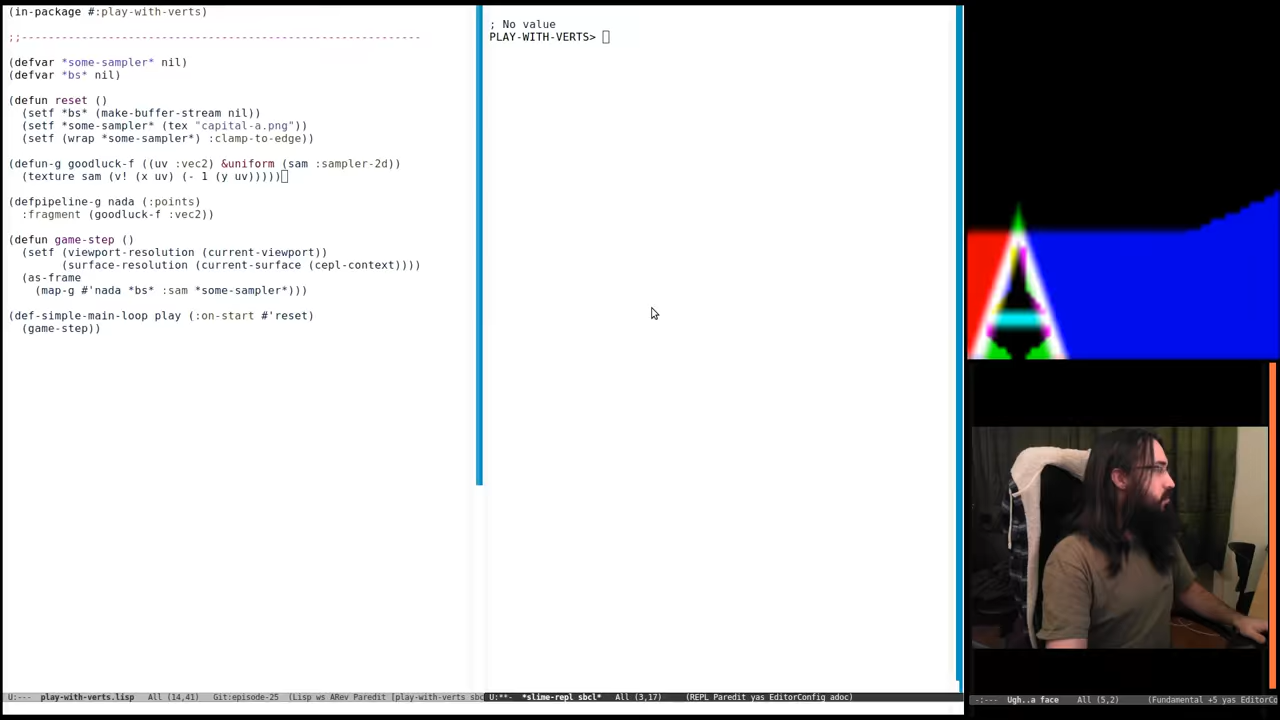 (in-package #:play-with-verts)
;;------------------------------------------------------------
(defvar *some-sampler* nil)
(defvar *bs* nil)
(defun reset ()
(setf *bs* (make-buffer-stream nil))
(setf *some-sampler* (tex "capital-a.png"))
(setf (wrap *some-sampler*) :clamp-to-edge))
(defun-g goodluck-f ((uv :vec2) &uniform (sam :sampler-2d))
(texture sam (v! (x uv) (- 1 (y uv)))))
(defpipeline-g nada (:points)
:fragment (goodluck-f :vec2))
(defun game-step ()
(setf (viewport-resolution (current-viewport))
(surface-resolution (current-surface (cepl-context))))
(as-frame
(map-g #'nada *bs* :sam *some-sampler*)))
(def-simple-main-loop play (:on-start #'reset)
(game-step))
U:--- play-with-verts.lisp All (14,41) Git:episode-25 (Lisp ws ARev Paredit [play-with-verts sbc
; No value
PLAY-WITH-VERTS>
U:**- *slime-repl sbcl* All (3,17) (REPL Paredit yas EditorConfig adoc)
-:--- Ugh..a face All (5,2) (Fundamental +5 yas EditorCo